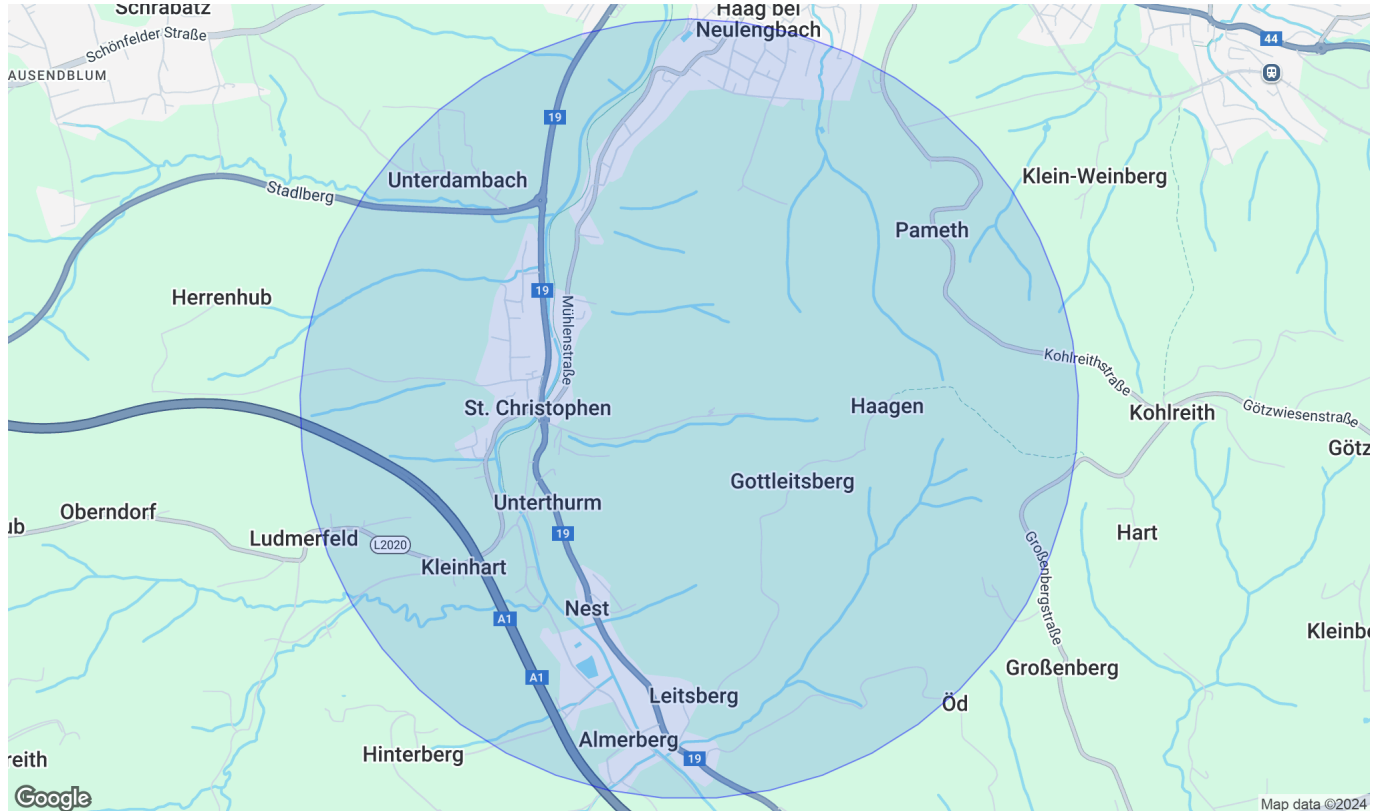 Schrabatz
Haag bei
Neulengbach
Schönfelder Straße
44
AUSENDBLUM
19
Unterdambach
Klein-Weinberg
Stadlberg
Pameth
Herrenhub
19
Mühlenstraße
Kohlreithstraße
St. Christophen
Haagen
Kohlreith
Götzwiesenstraße
Götz
Gottleitsberg
Unterthurm
Oberndorf
ub
Ludmerfeld
L2020
19
Hart
Großenbergstraße
Kleinhart
Nest
A1
Kleinbe
Großenberg
A1
Leitsberg
Öd
Almerberg
Hinterberg
19
reith
Google
Map data ©2024